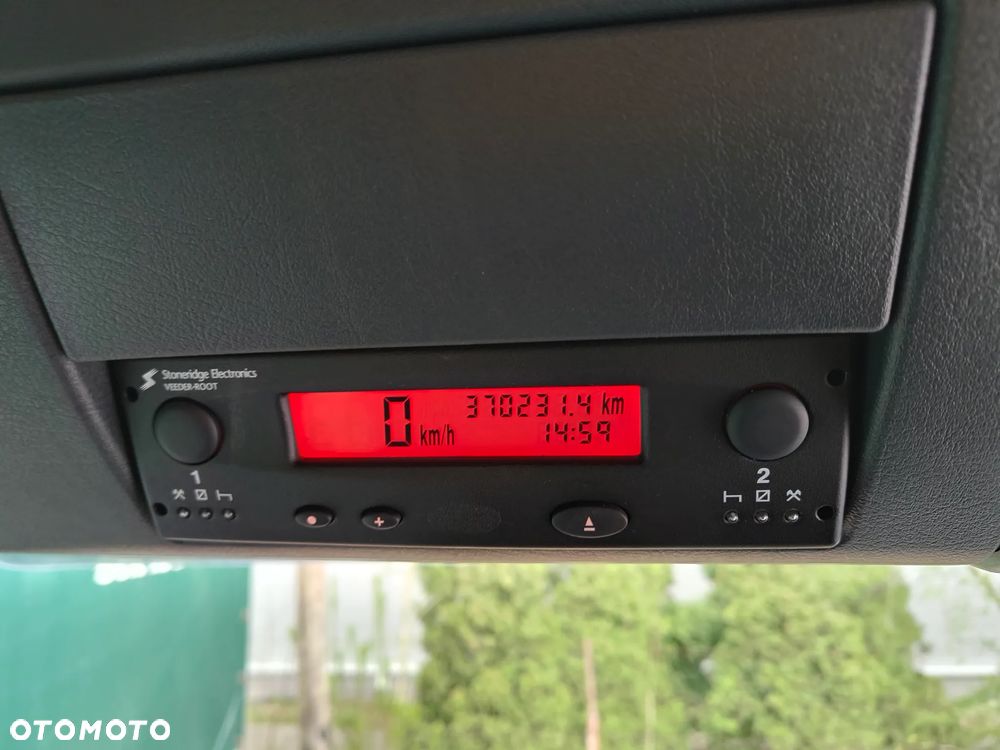 Stoneridge Electronics
VEEDER-ROOT
0 km/h
370231.4 km
14:59
1
2
OTOMOTO